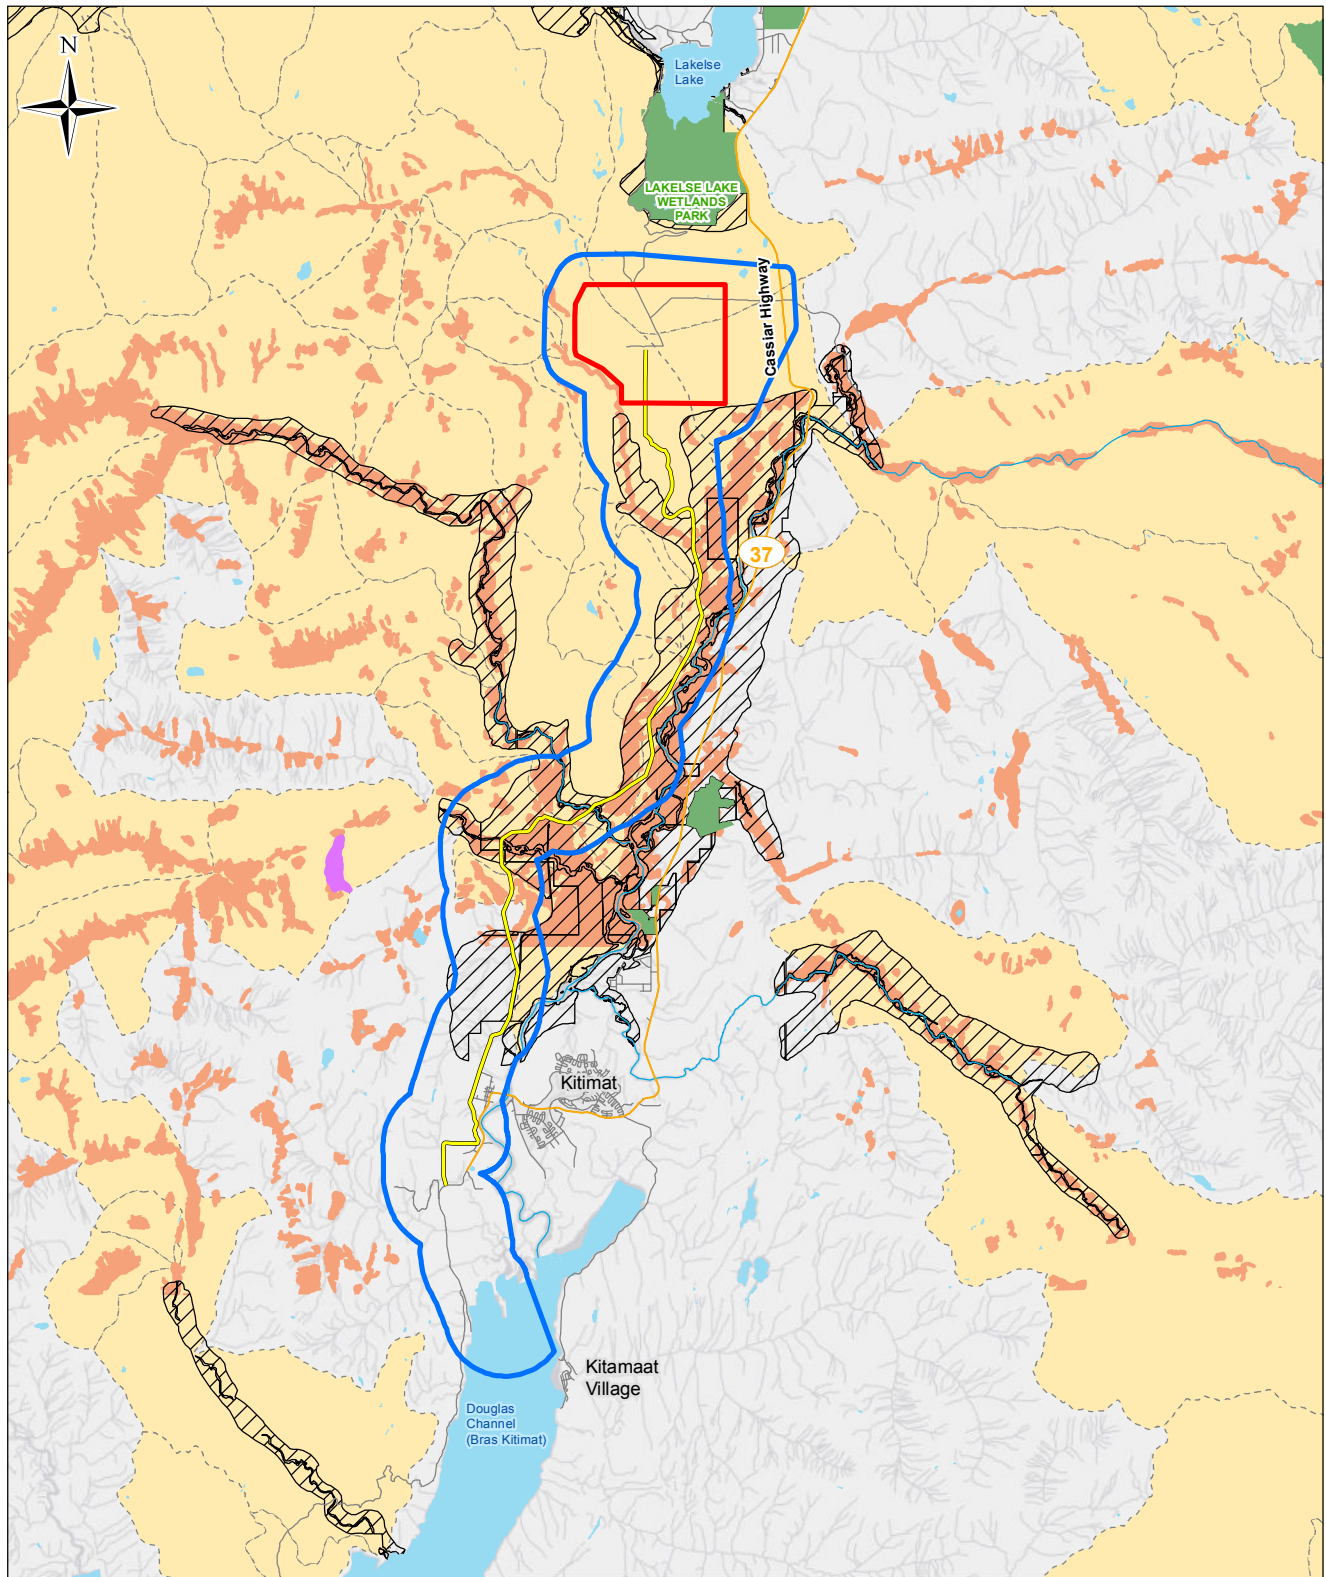 N
Lakelse
Lake
LAKELSE LAKE
WETLANDS
PARK
Cassiar Highway
37
Kitimat
Kitamaat
Village
Douglas
Channel
(Bras Kitimat)